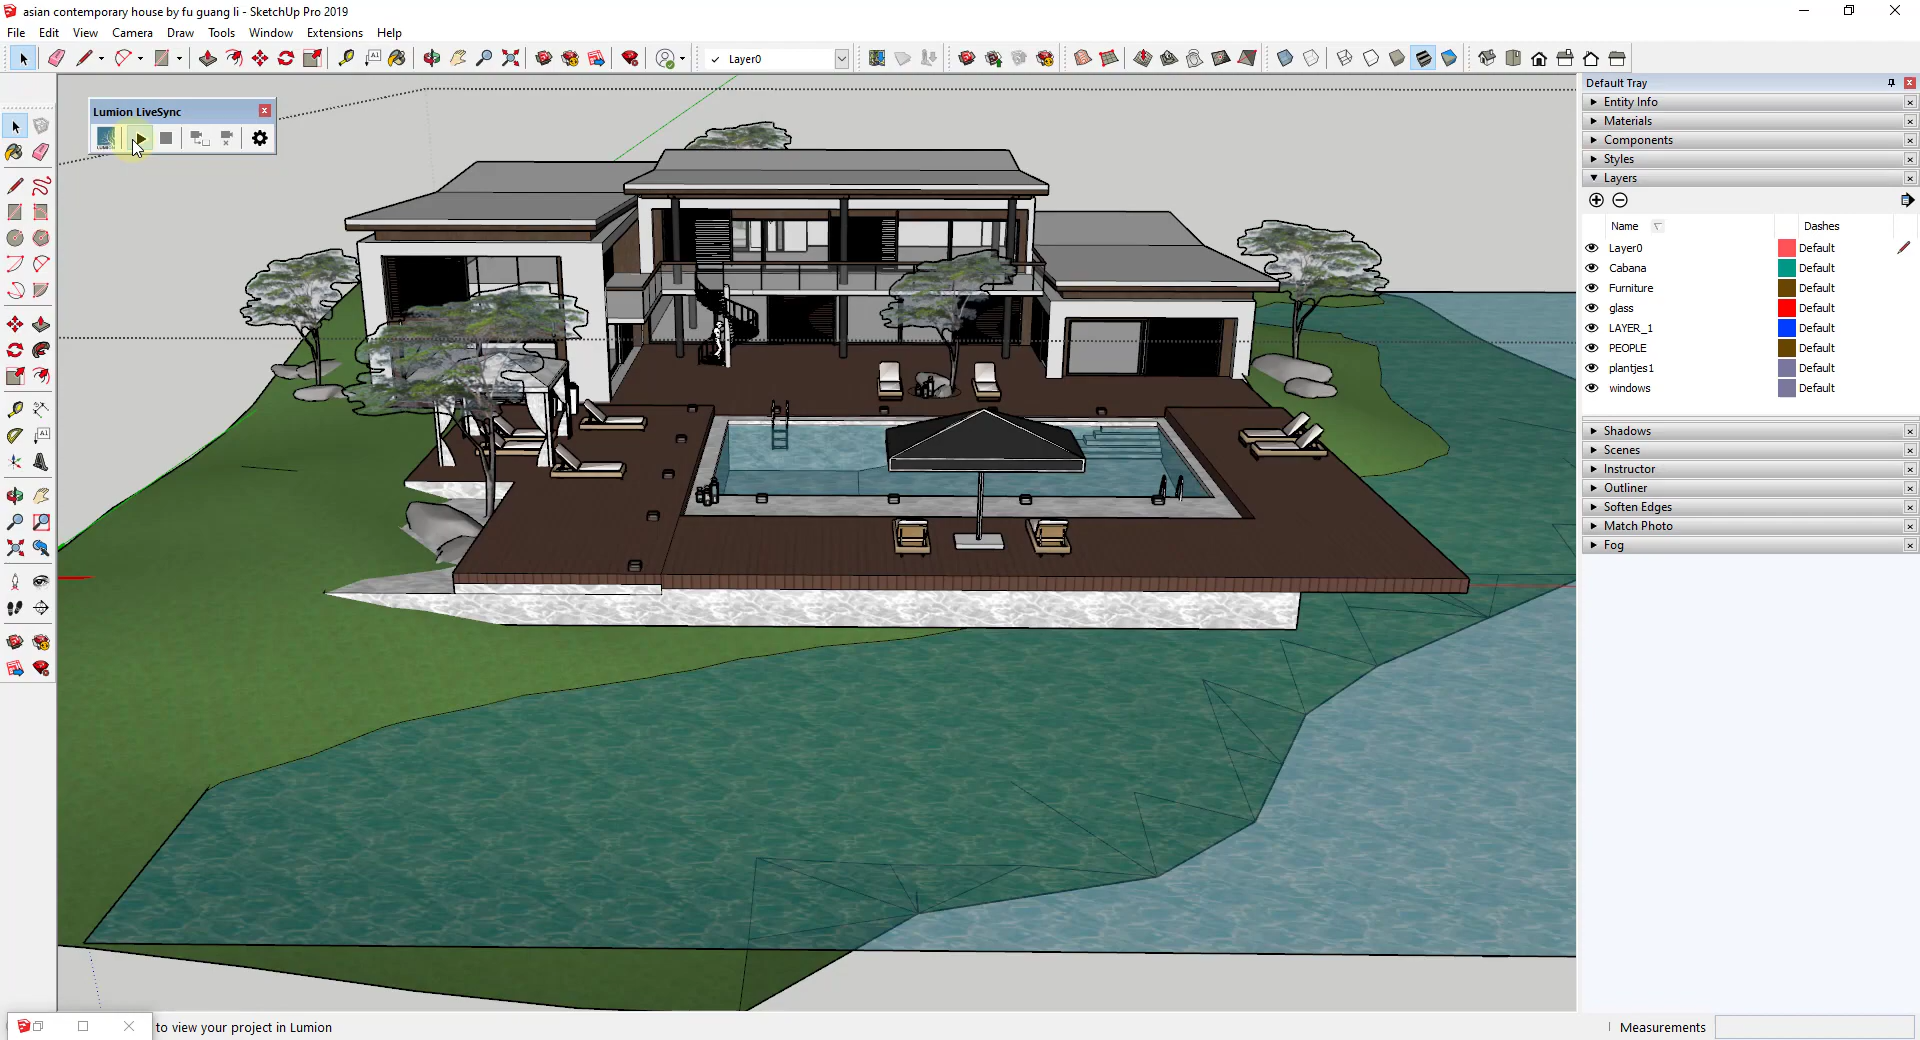 asian contemporary house by fu guang li - SketchUp Pro 2019
File Edit View Camera Draw Tools Window Extensions Help
Layer0
Default Tray
Lumion LiveSync
Entity Info
Materials
Components
Styles
Layers
Name Dashes
Layer0 Default
Cabana Default
Furniture Default
glass Default
LAYER_1 Default
PEOPLE Default
plantjes1 Default
windows Default
Shadows
Scenes
Instructor
Outliner
Soften Edges
Match Photo
Fog
to view your project in Lumion
Measurements